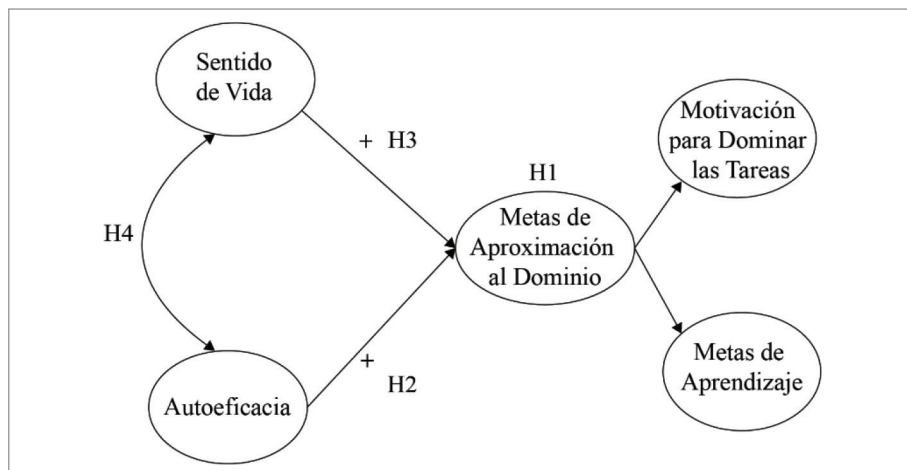 Sentido
de Vida
Motivación
para Dominar
las Tareas
+ H3
H1
Metas de
Aproximación
al Dominio
H4
+
H2
Metas de
Aprendizaje
Autoeficacia